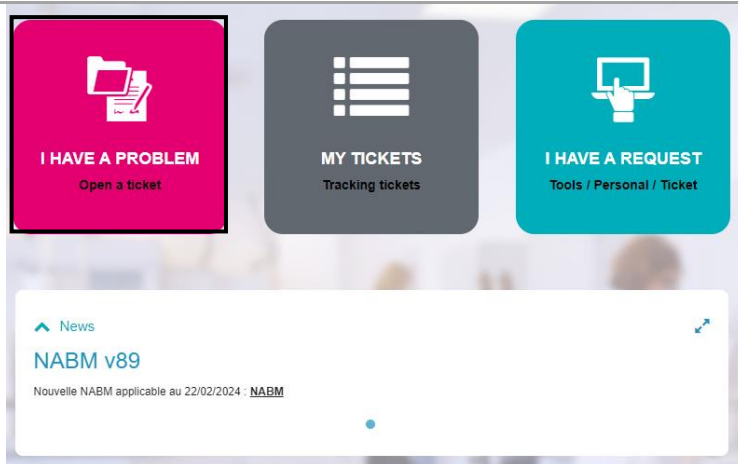 I HAVE A PROBLEM
Open a ticket
MY TICKETS
Tracking tickets
I HAVE A REQUEST
Tools / Personal / Ticket
News
NABM v89
Nouvelle NABM applicable au 22/02/2024 : NABM